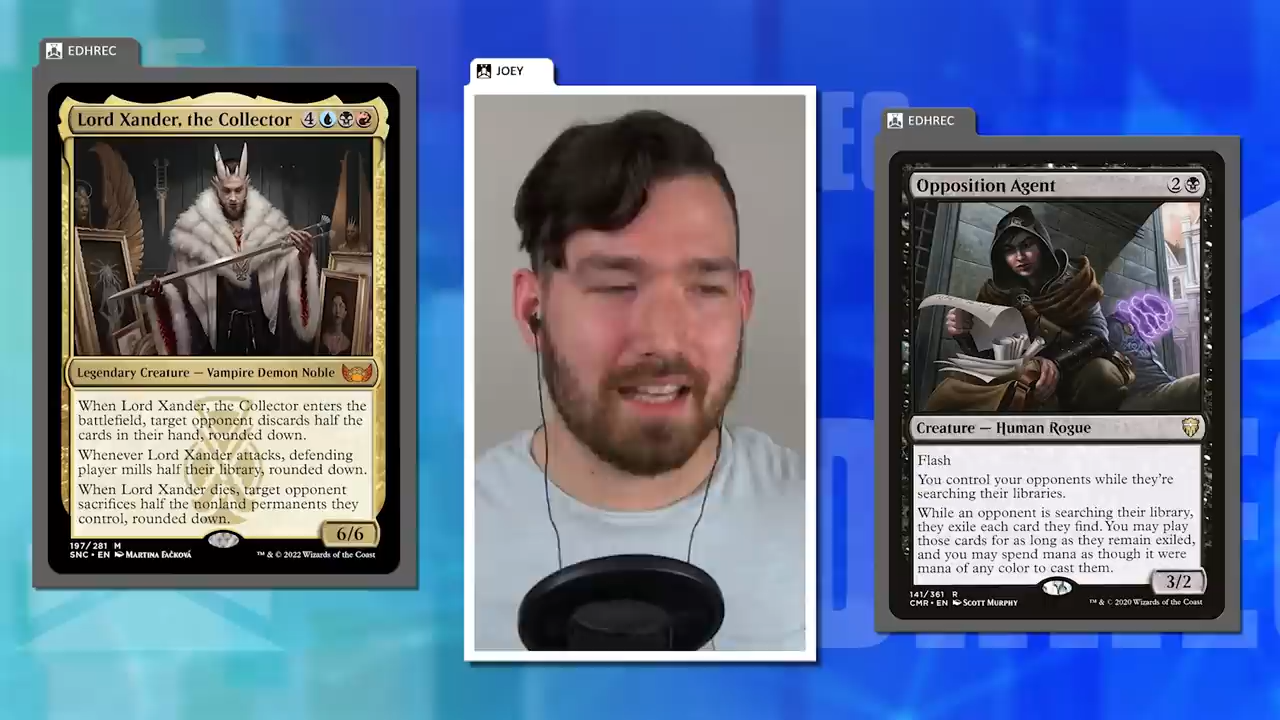 EDHREC
Lord Xander, the Collector 4
Legendary Creature — Vampire Demon Noble
When Lord Xander, the Collector enters the
battlefield, target opponent discards half the
cards in their hand, rounded down.
Whenever Lord Xander attacks, defending
player mills half their library, rounded down.
When Lord Xander dies, target opponent
sacrifices half the nonland permanents they
control, rounded down.
6/6
197/281 M
SNC • EN MARTINA FAČKOVÁ
™ & © 2022 Wizards of the Coast
JOEY
EDHREC
Opposition Agent 2
Creature — Human Rogue
Flash
You control your opponents while they're
searching their libraries.
While an opponent is searching their library,
they exile each card they find. You may play
those cards for as long as they remain exiled,
and you may spend mana as though it were
mana of any color to cast them.
3/2
141/361 R
CMR • EN SCOTT MURPHY
™ & © 2020 Wizards of the Coast